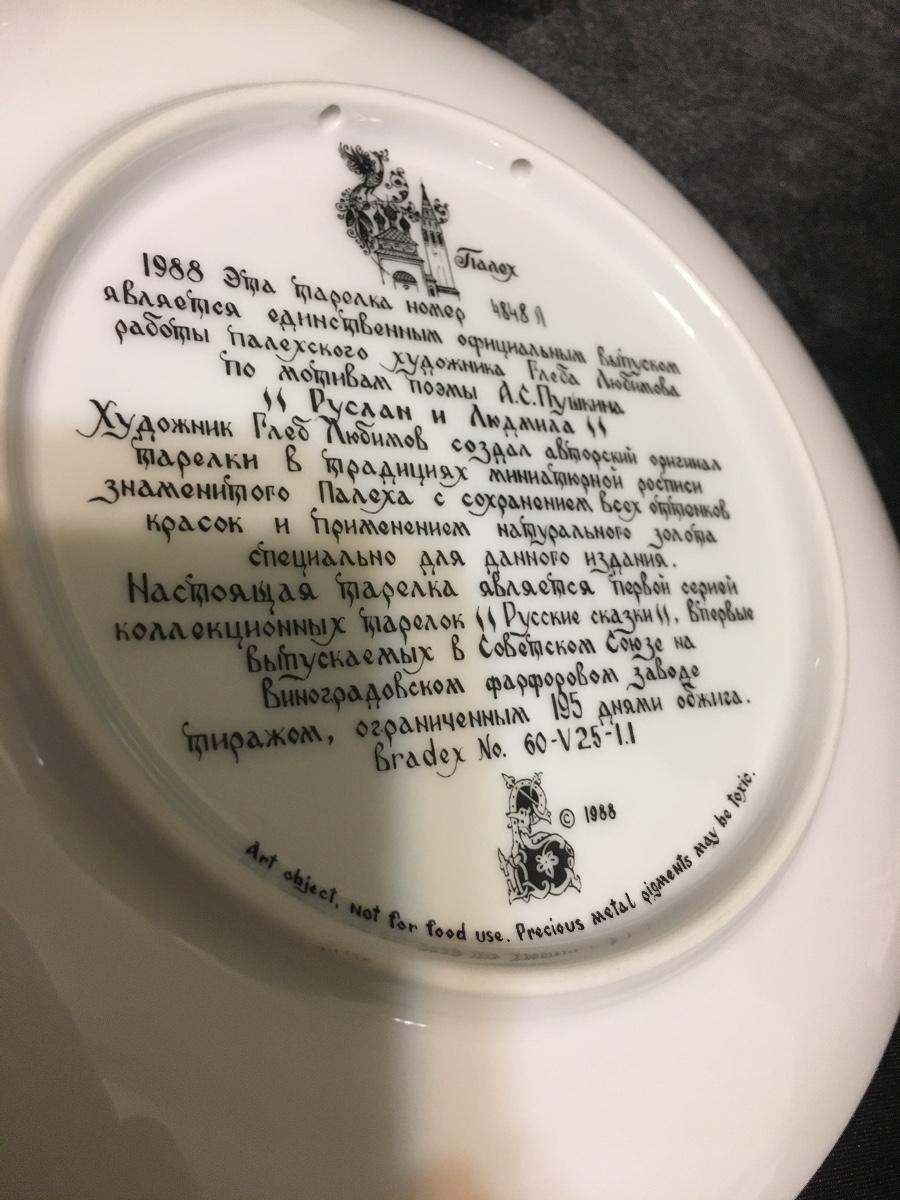 Палех
1988 Эта тарелка номер 4848 А
является единственным официальным выпуском
работы палехского художника Глеба Любимова
по мотивам поэмы А.С.Пушкина
"Руслан и Людмила"
Художник Глеб Любимов создал авторский оригинал
тарелки в традициях миниатюрной росписи
знаменитого Палеха с сохранением всех оттенков
красок и применением натурального золота
специально для данного издания.
Настоящая тарелка является первой серией
коллекционных тарелок "Русские сказки", впервые
выпускаемых в Советском Союзе на
Виноградовском фарфоровом заводе
тиражом, ограниченным 195 днями обжига.
Bradex No. 60-V25-1.1
© 1988
Art object, not for food use. Precious metal pigments may be toxic.